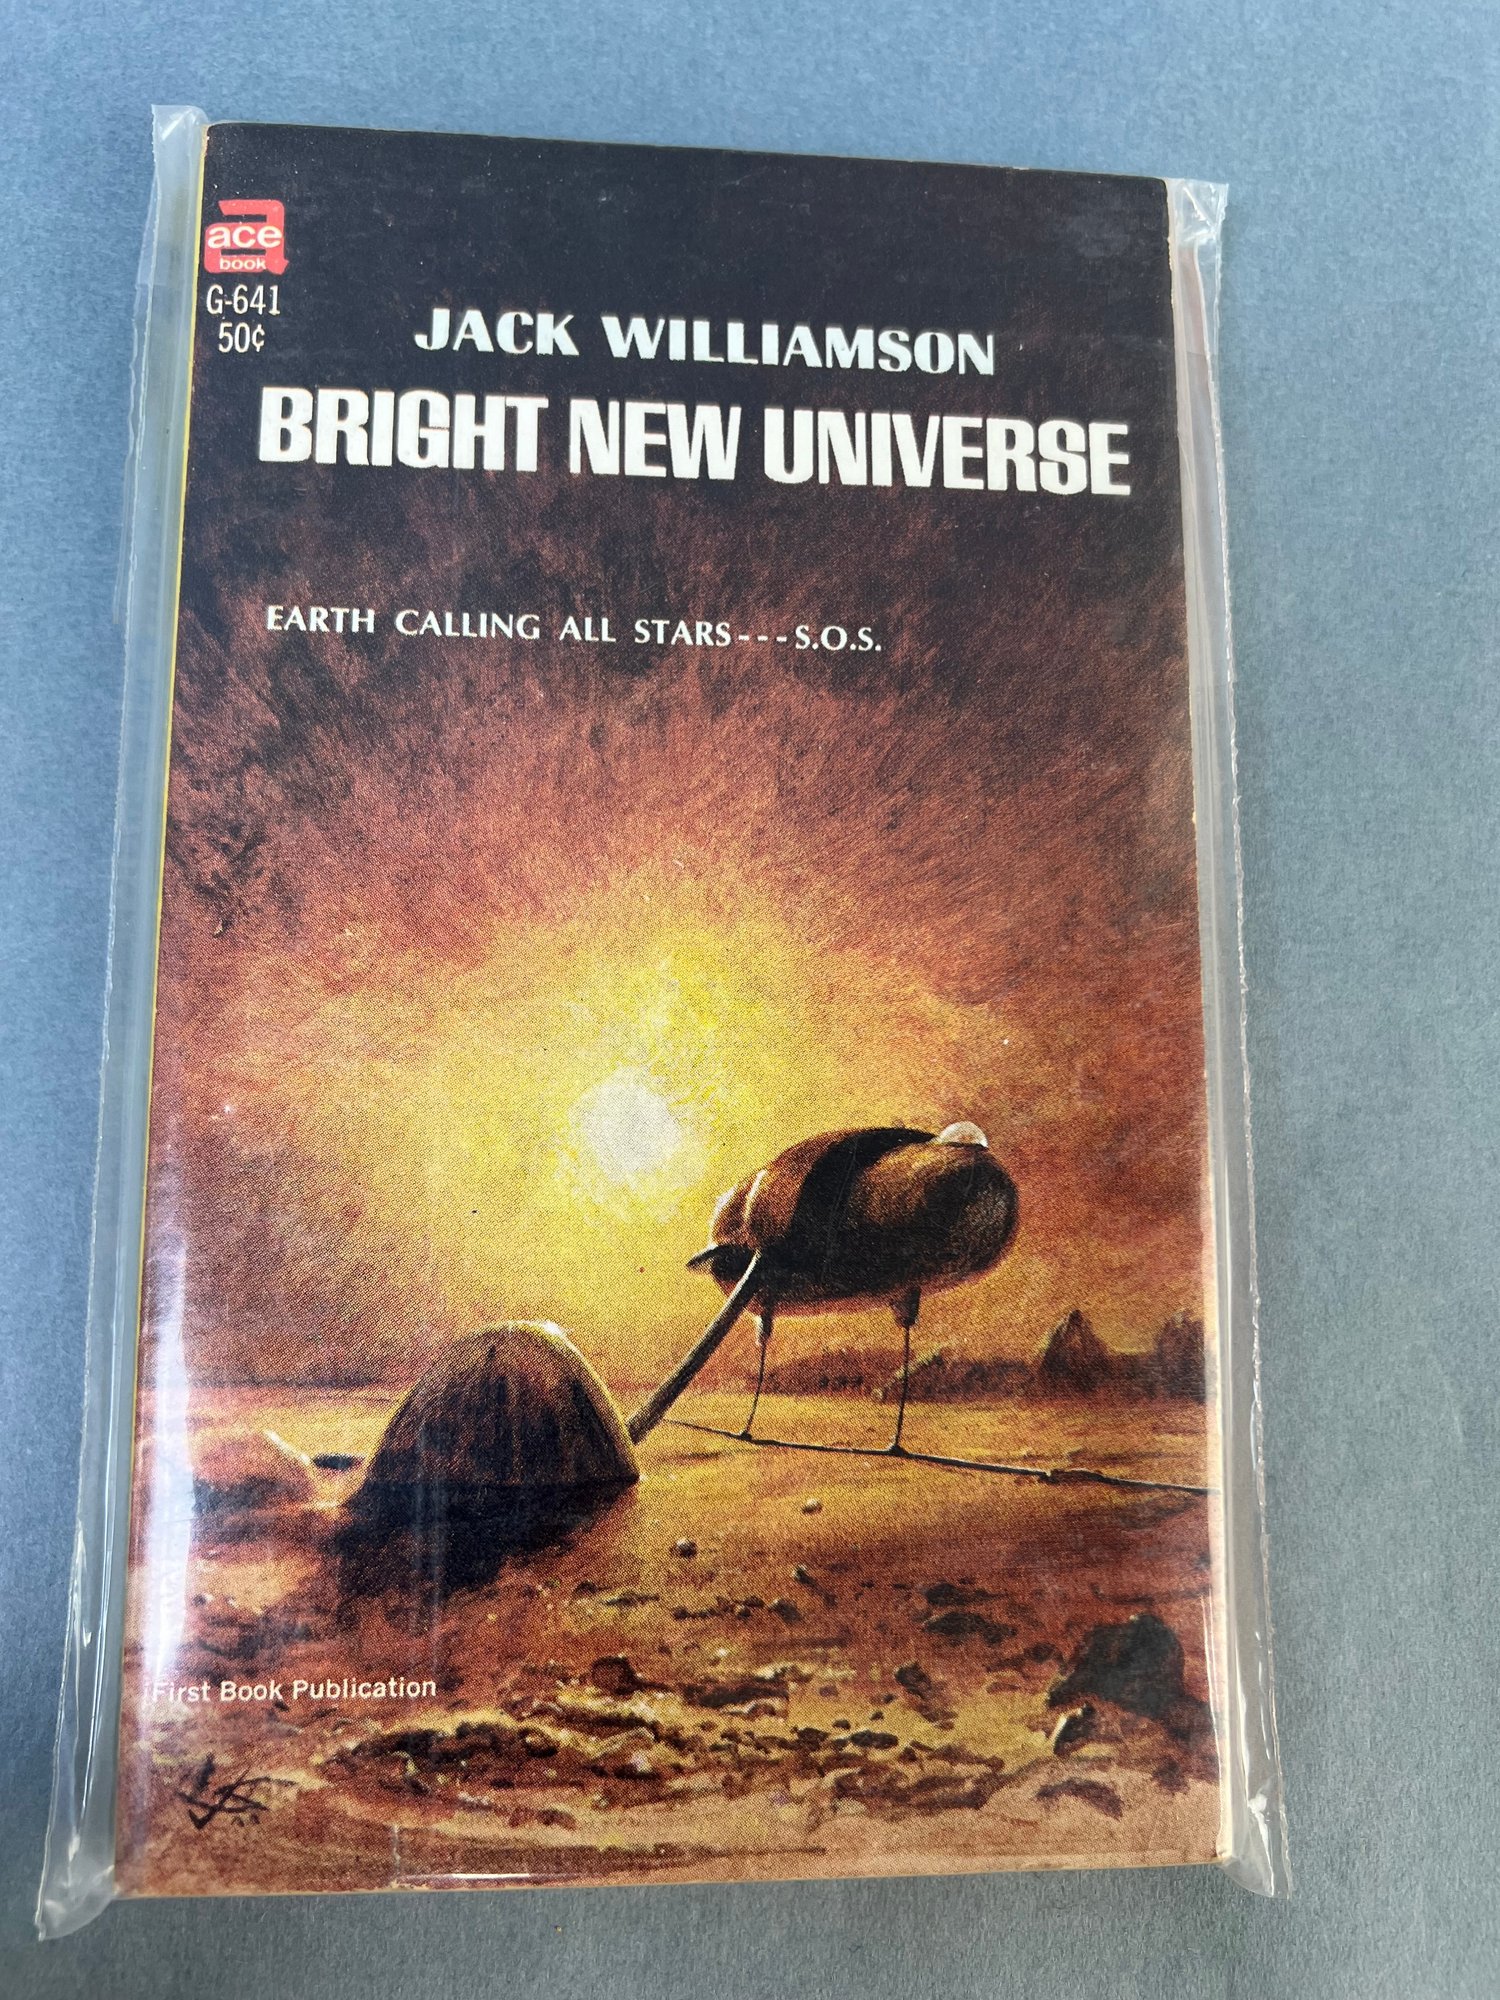 ace
book
G-641
50¢
JACK WILLIAMSON
BRIGHT NEW UNIVERSE
EARTH CALLING ALL STARS---S.O.S.
First Book Publication